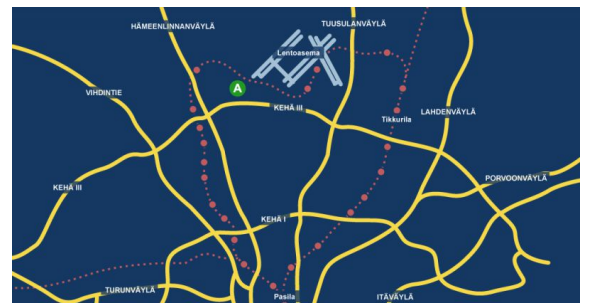 HÄMEENLINNANVÄYLÄ
TUUSULANVÄYLÄ
Lentoasema
VIHDINTIE
A
KEHÄ III
LAHDENVÄYLÄ
Tikkurila
PORVOONVÄYLÄ
KEHÄ III
KEHÄ I
TURUNVÄYLÄ
Pasila
ITÄVÄYLÄ